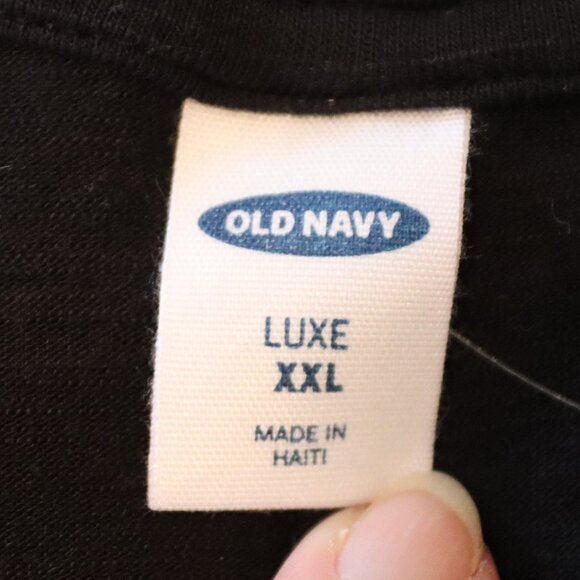 OLD NAVY
LUXE
XXL
MADE IN
HAITI